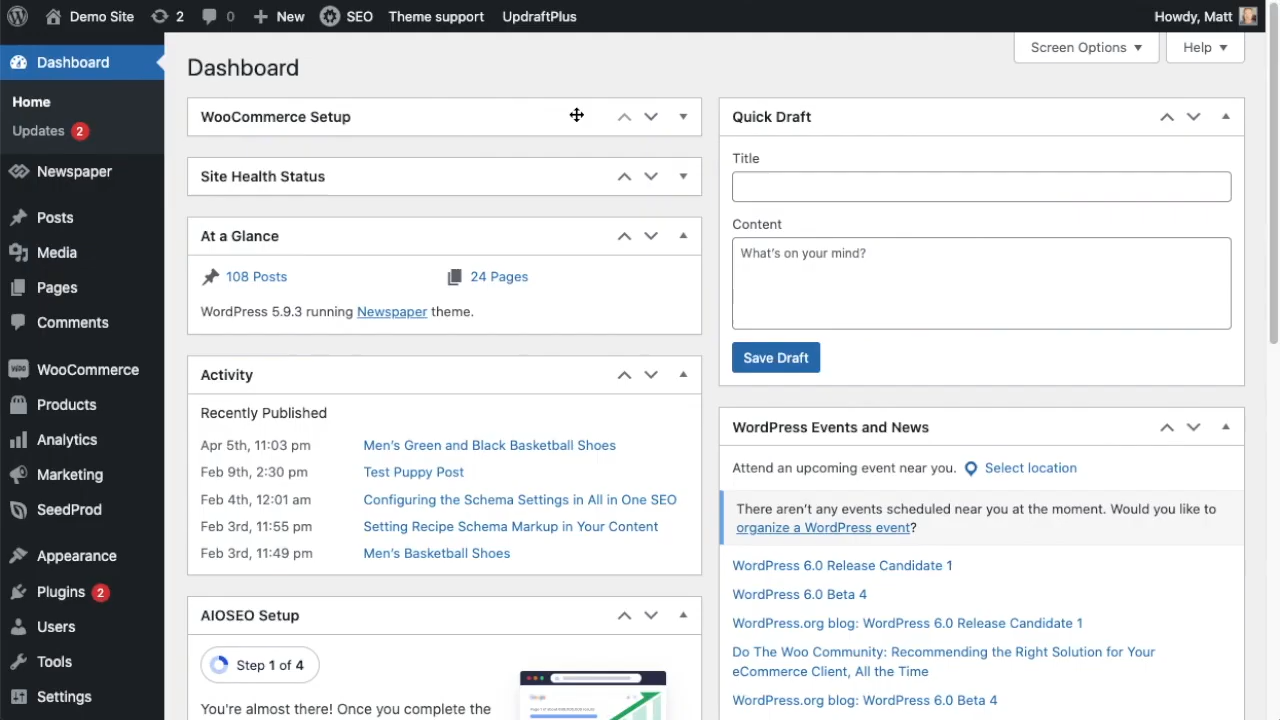 Demo Site 2 0 New SEO Theme support UpdraftPlus Howdy, Matt
Dashboard
Home
Updates 2
Newspaper
Posts
Media
Pages
Comments
WooCommerce
Products
Analytics
Marketing
SeedProd
Appearance
Plugins 2
Users
Tools
Settings
Screen Options Help
Dashboard
WooCommerce Setup
Site Health Status
At a Glance
108 Posts 24 Pages
WordPress 5.9.3 running Newspaper theme.
Activity
Recently Published
Apr 5th, 11:03 pm Men's Green and Black Basketball Shoes
Feb 9th, 2:30 pm Test Puppy Post
Feb 4th, 12:01 am Configuring the Schema Settings in All in One SEO
Feb 3rd, 11:55 pm Setting Recipe Schema Markup in Your Content
Feb 3rd, 11:49 pm Men's Basketball Shoes
AIOSEO Setup
Step 1 of 4
You're almost there! Once you complete the
Quick Draft
Title
Content
What's on your mind?
Save Draft
WordPress Events and News
Attend an upcoming event near you. Select location
There aren't any events scheduled near you at the moment. Would you like to
organize a WordPress event?
WordPress 6.0 Release Candidate 1
WordPress 6.0 Beta 4
WordPress.org blog: WordPress 6.0 Release Candidate 1
Do The Woo Community: Recommending the Right Solution for Your
eCommerce Client, All the Time
WordPress.org blog: WordPress 6.0 Beta 4